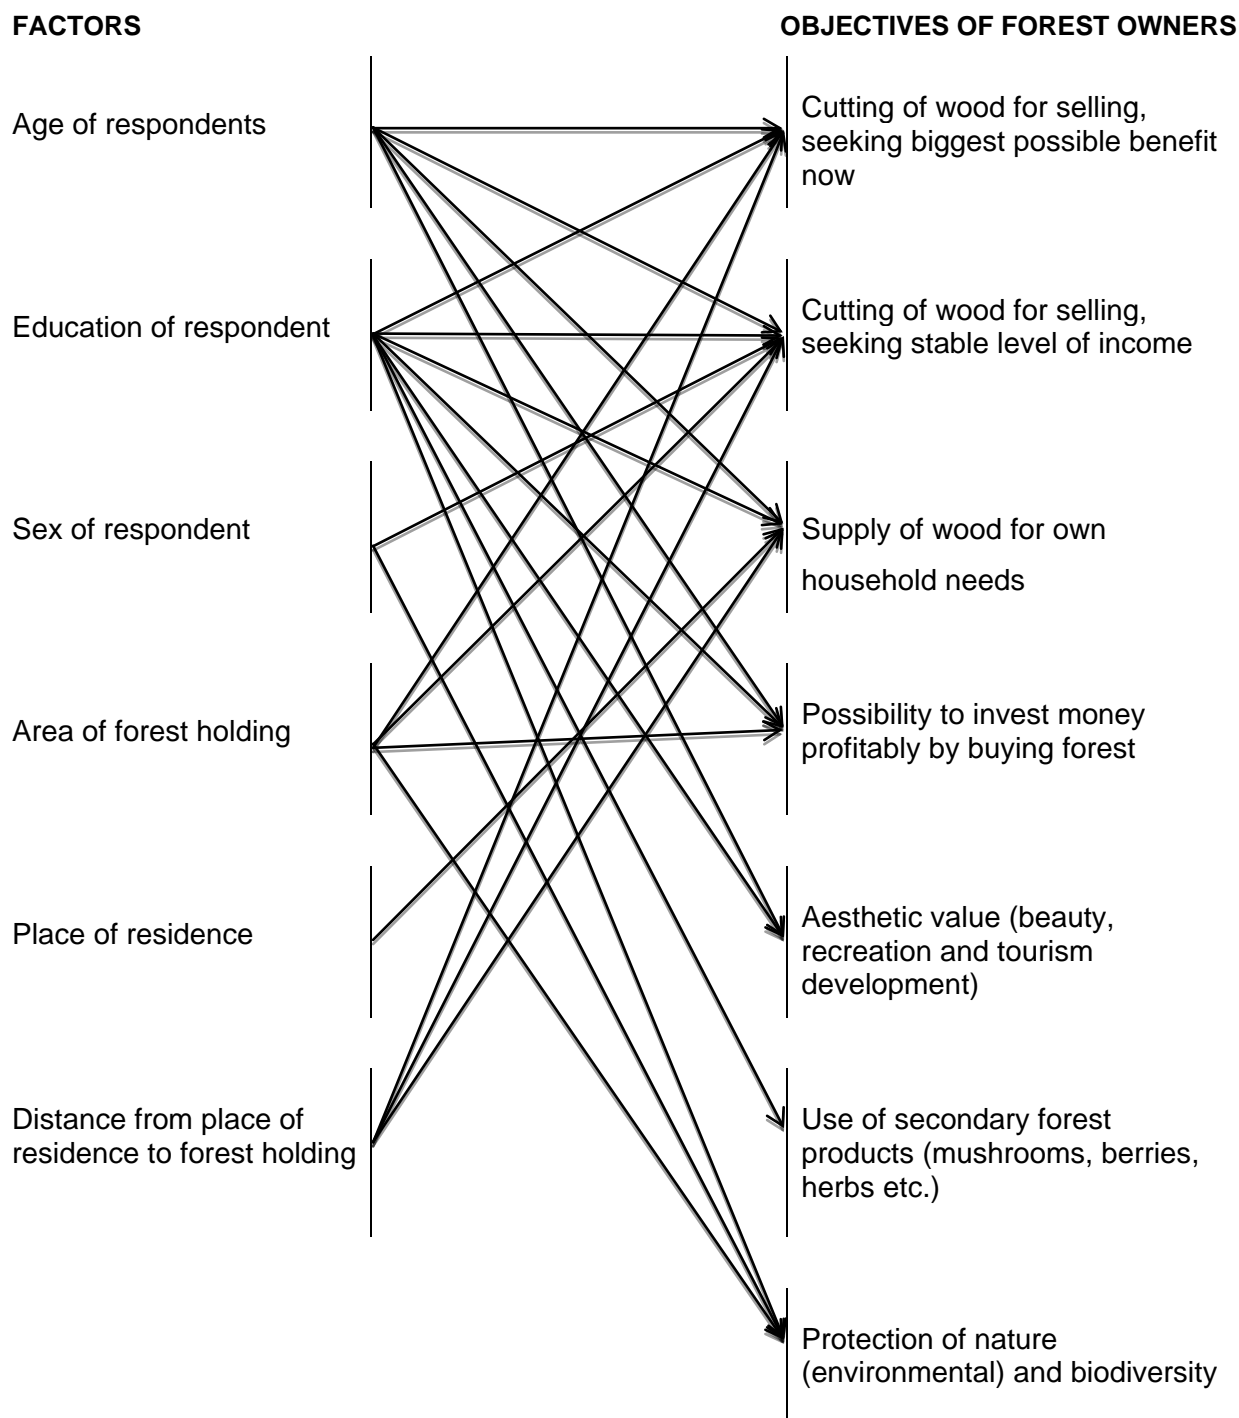 FACTORS
OBJECTIVES OF FOREST OWNERS
Age of respondents
Cutting of wood for selling,
seeking biggest possible benefit
now
Education of respondent
Cutting of wood for selling,
seeking stable level of income
Sex of respondent
Supply of wood for own
household needs
Area of forest holding
Possibility to invest money
profitably by buying forest
Place of residence
Aesthetic value (beauty,
recreation and tourism
development)
Distance from place of
residence to forest holding
Use of secondary forest
products (mushrooms, berries,
herbs etc.)
Protection of nature
(environmental) and biodiversity